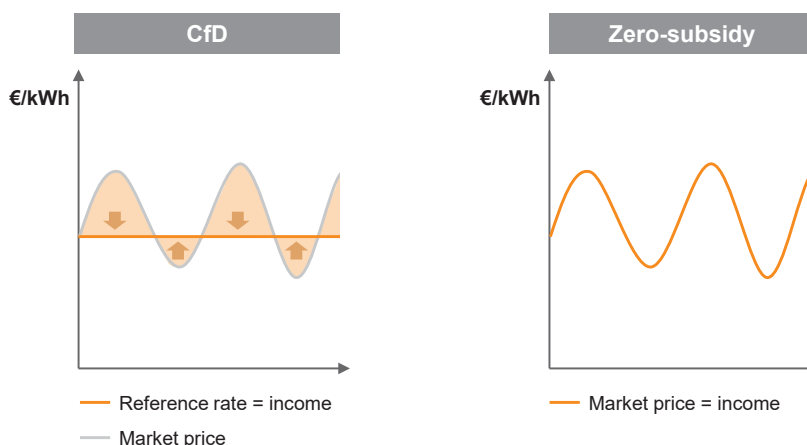 CfD
€/kWh
Reference rate = income
Market price
Zero-subsidy
€/kWh
Market price = income